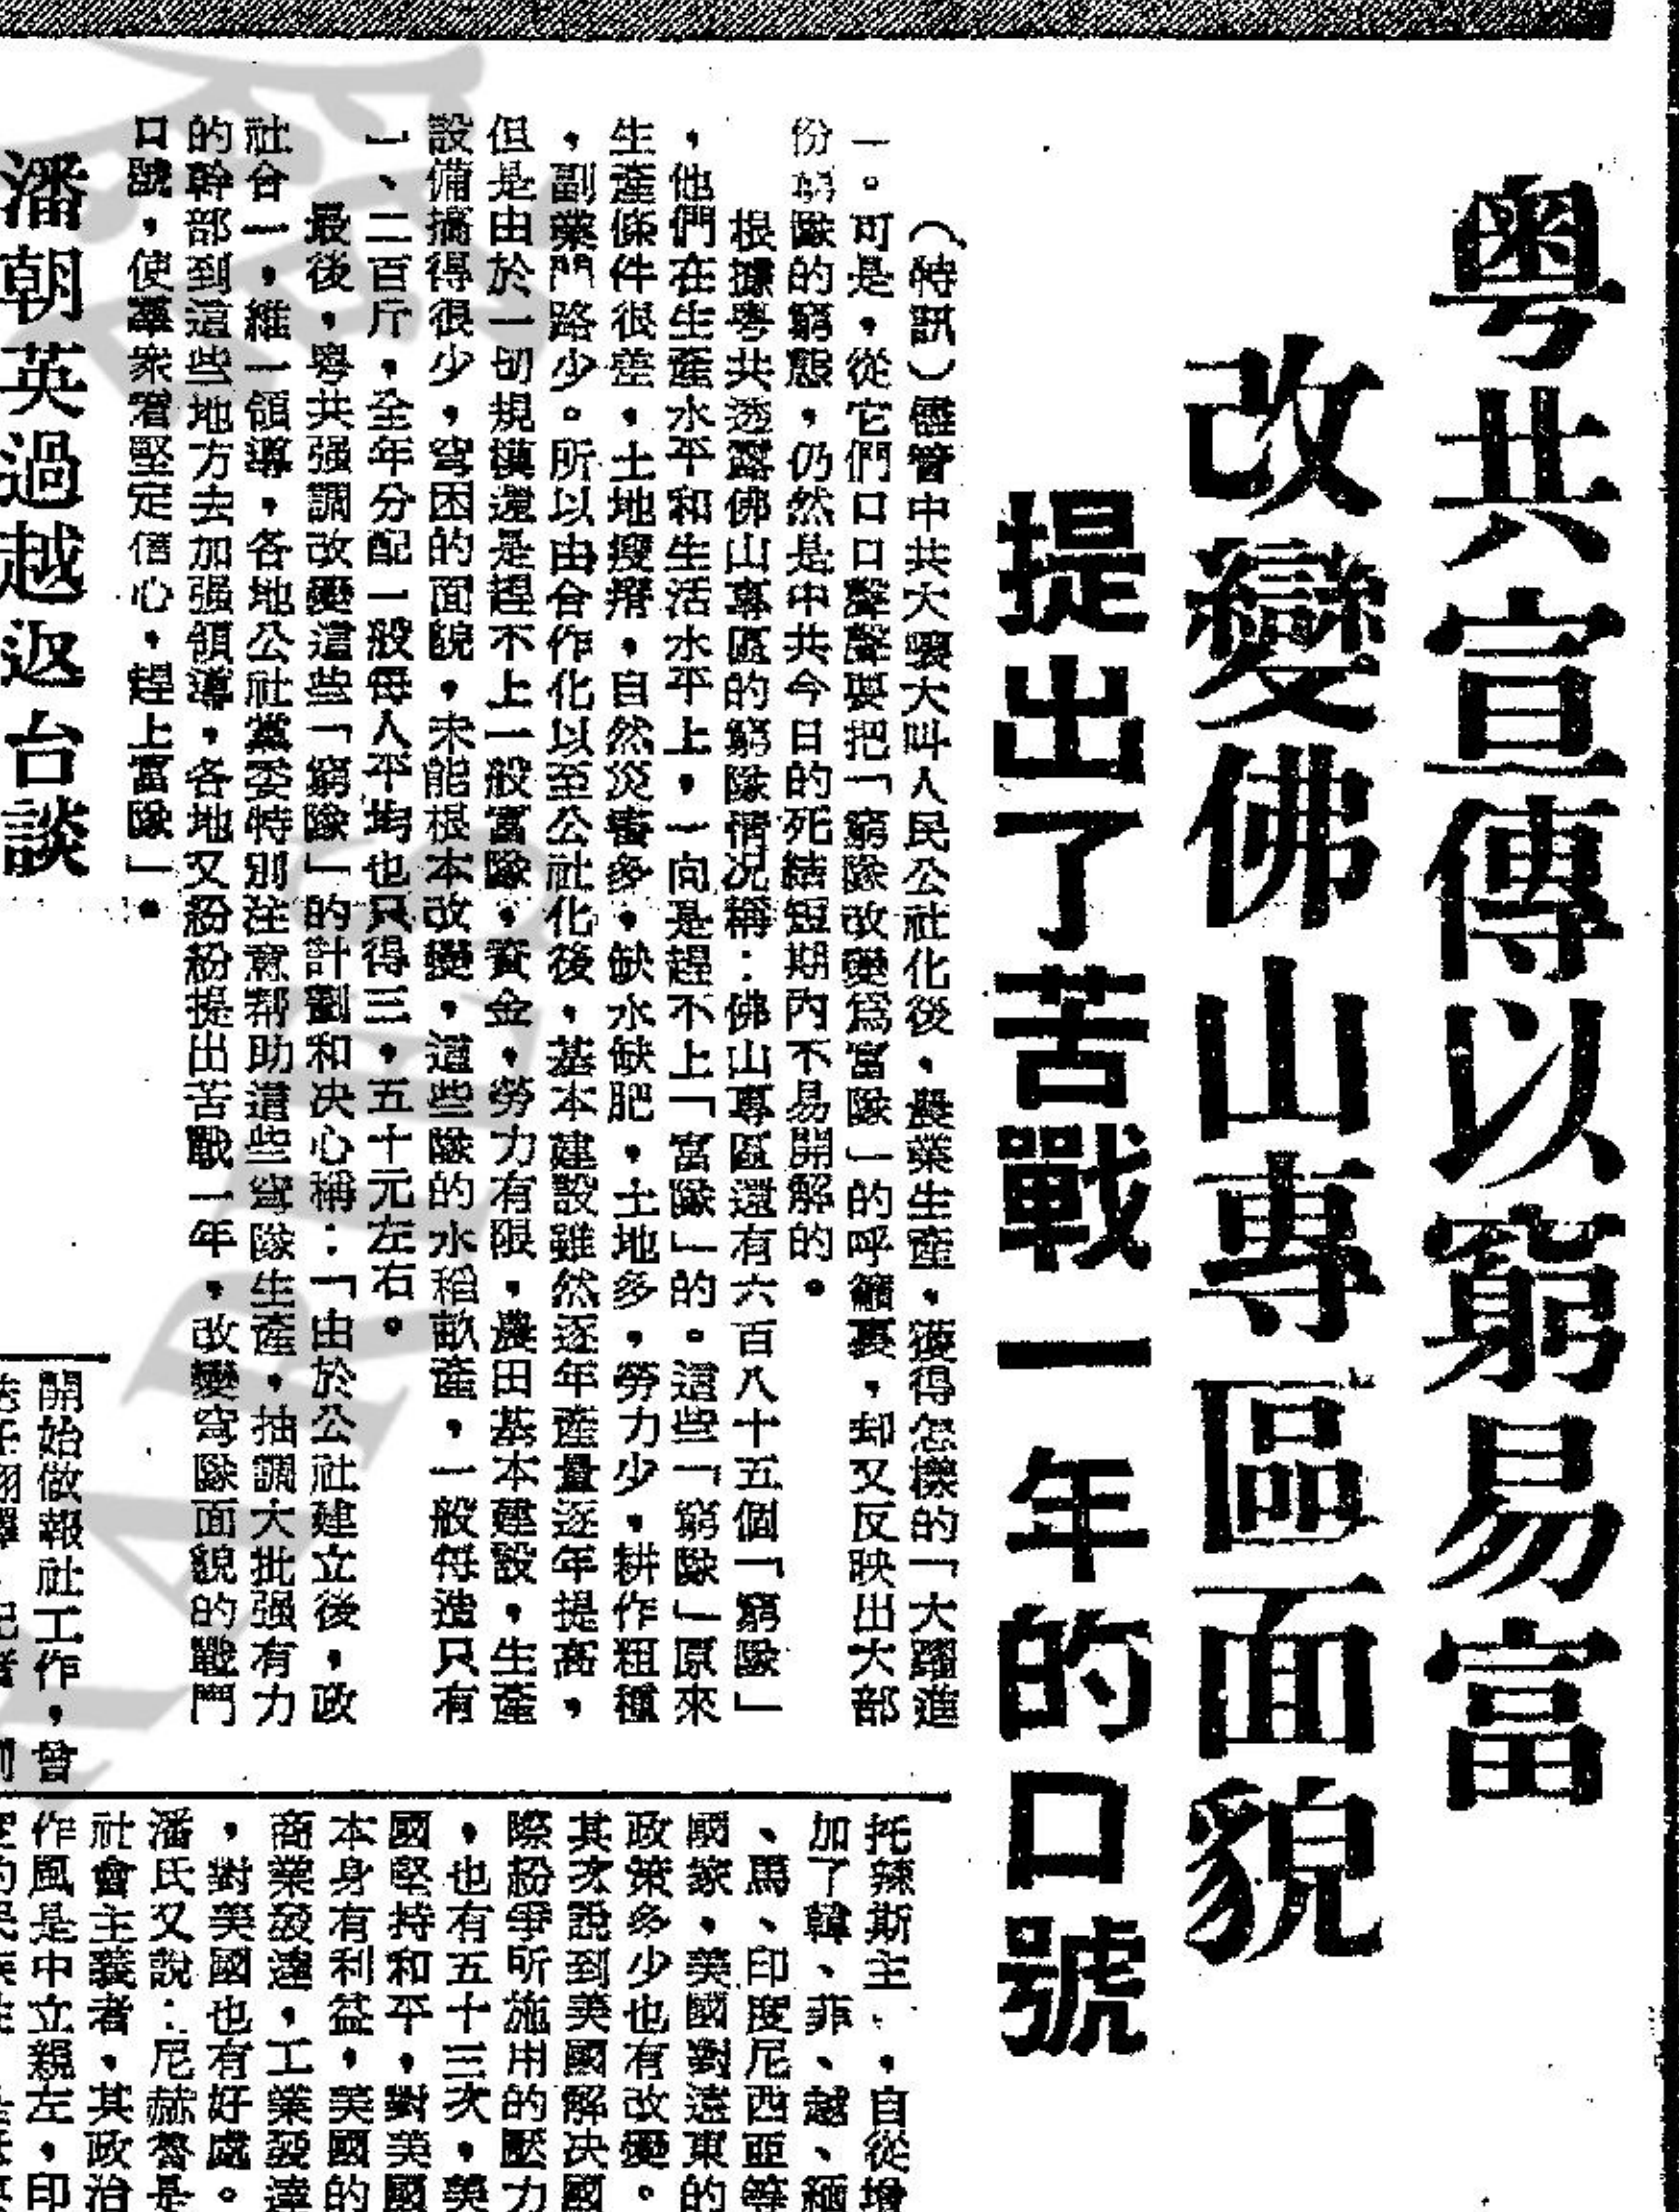 粤共宣傳以窮易富
改變佛山專區面貌
提出了苦戰一年的口號
（特訊）儘管中共大嚷大叫人民公社化後，農業生產，獲得怎樣的「大躍進
一。可是，從它們口口聲聲要把「窮隊改變爲富隊」的呼籲裏，却又反映出大部
份窮隊的窮態，仍然是中共今日的死結短期內不易開解的。
根據粤共透露佛山專區的窮隊情况稱：佛山專區還有六百八十五個「窮隊」
，他們在生產水平和生活水平上，一向是趕不上「富隊」的。這些「窮隊」原來
生產條件很差，土地瘦瘠，自然災害多，缺水缺肥，土地多，勞力少，耕作粗糙
，副業門路少。所以由合作化以至公社化後，基本建設雖然逐年產量逐年提高，
但是由於一切規模還是趕不上一般富隊，資金，勞力有限，農田基本建設，生產
設備搞得很少，窮困的面貌，未能根本改變，這些隊的水稻畝產，一般每造只有
一、二百斤，全年分配一般每人平均也只得三，五十元左右。
最後，粤共强調改變這些「窮隊」的計劃和决心稱：「由於公社建立後，政
社合一，維一領導，各地公社黨委特別注意帮助這些窮隊生產，抽調大批强有力
的幹部到這些地方去加强領導，各地又紛紛提出苦戰一年，改變窮隊面貌的戰鬥
口號，使羣衆堅定信心，趕上富隊」。
潘朝英過越返台談
開始做報社工作，曾
托辣斯主，自從增
加了韓、菲、越、緬
、馬、印度尼西亞等
國家，美國對遠東的
政策多少也有改變。
其次說到美國解决國
際紛爭所施用的壓力
，也有五十三次，美
國堅持和平，對美國
本身有利益，美國的
商業發達，工業發達
，對美國也有好處。
潘氏又說：尼赫魯是
社會主義者，其政治
作風是中立親左，印